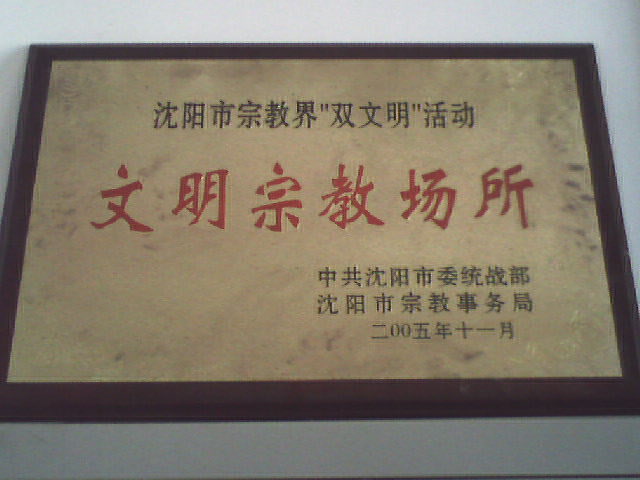 沈阳市宗教界"双文明"活动
文明宗教场所
中共沈阳市委统战部
沈阳市宗教事务局
二00五年十一月